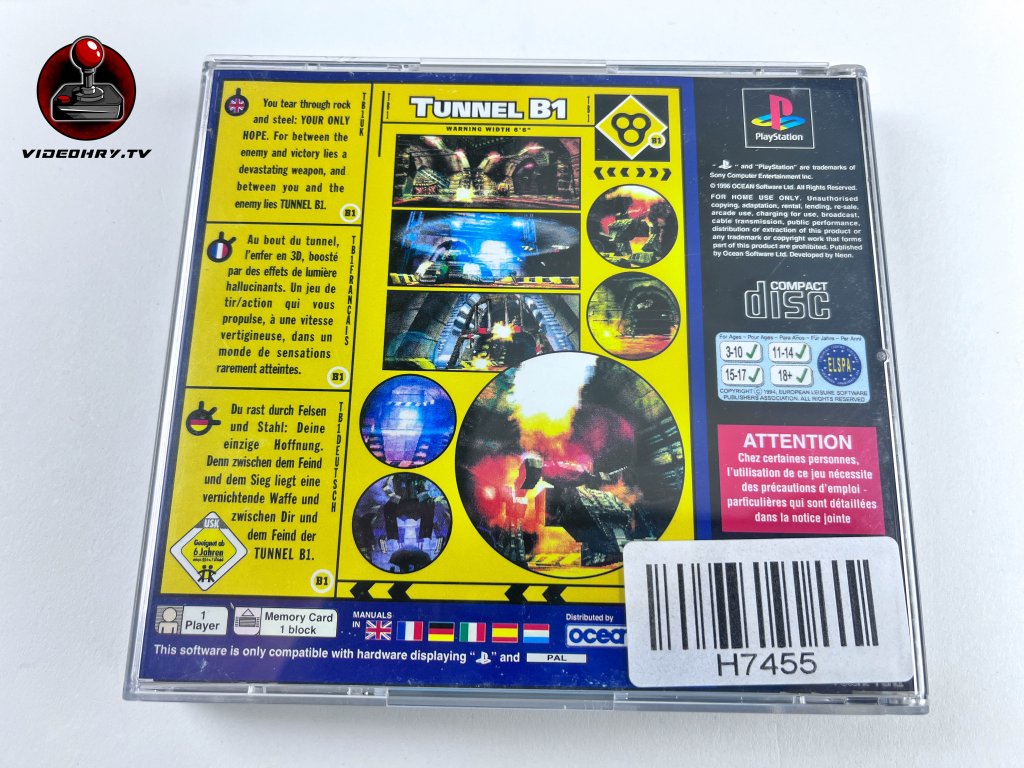 VIDEOHRY.TV
You tear through rock
and steel: YOUR ONLY
HOPE. For between the
enemy and victory lies a
devastating weapon, and
between you and the
enemy lies TUNNEL B1.
B1
TB1UK
Au bout du tunnel,
l'enfer en 3D, boosté
par des effets de lumière
hallucinants. Un jeu de
tir/action qui vous
propulse, à une vitesse
vertigineuse, dans un
monde de sensations
rarement atteintes.
B1
TB1FRANCAIS
Du rast durch Felsen
und Stahl: Deine
einzige Hoffnung.
Denn zwischen dem Feind
und dem Sieg liegt eine
vernichtende Waffe und
zwischen Dir und
dem Feind der
TUNNEL B1.
B1
TB1DEUTSCH
USK
Geeignet ab
6 Jahren
TB1
TUNNEL B1
TB1
WARNING WIDTH 6'6"
B1
PlayStation
" and "PlayStation" are trademarks of
Sony Computer Entertainment Inc.
© 1996 OCEAN Software Ltd. All Rights Reserved.
FOR HOME USE ONLY. Unauthorised
copying, adaptation, rental, lending, re-sale,
arcade use, charging for use, broadcast,
cable transmission, public performance,
distribution or extraction of this product or
any trademark or copyright work that forms
part of this product are prohibited. Published
by Ocean Software Ltd. Developed by Neon.
COMPACT
disc
For Ages - Pour Ages - Para Años - Für Jahre - Per Anni
3-10 11-14
15-17 18+
ELSPA
COPYRIGHT © 1994, EUROPEAN LEISURE SOFTWARE
PUBLISHERS ASSOCIATION. ALL RIGHTS RESERVED
ATTENTION
Chez certaines personnes,
l'utilisation de ce jeu nécessite
des précautions d'emploi -
particulières qui sont détaillées
dans la notice jointe
1
Player
Memory Card
1 block
MANUALS
IN
Distributed by
ocean
This software is only compatible with hardware displaying " " and PAL
H7455